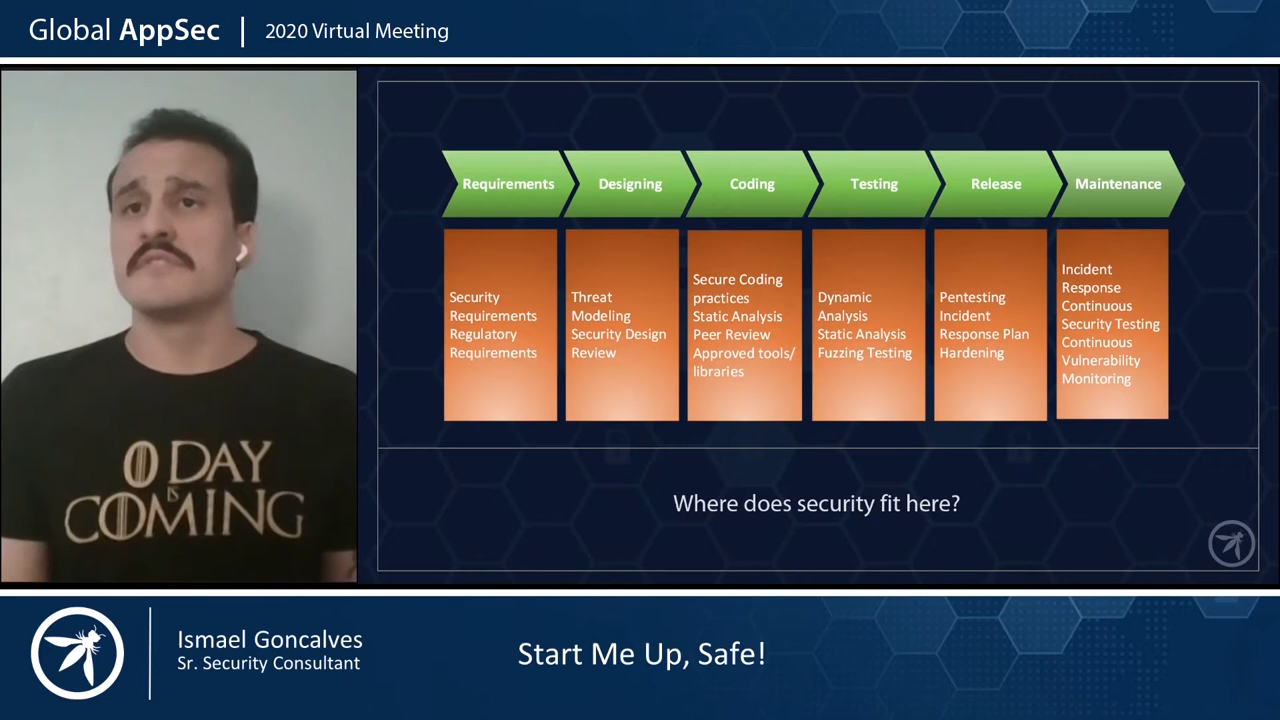 Global AppSec | 2020 Virtual Meeting
Requirements
Designing
Coding
Testing
Release
Maintenance
Security
Requirements
Regulatory
Requirements
Threat
Modeling
Security Design
Review
Secure Coding
practices
Static Analysis
Peer Review
Approved tools/
libraries
Dynamic
Analysis
Static Analysis
Fuzzing Testing
Pentesting
Incident
Response Plan
Hardening
Incident
Response
Continuous
Security Testing
Continuous
Vulnerability
Monitoring
Where does security fit here?
0 DAY
IS
COMING
Ismael Goncalves
Sr. Security Consultant
Start Me Up, Safe!